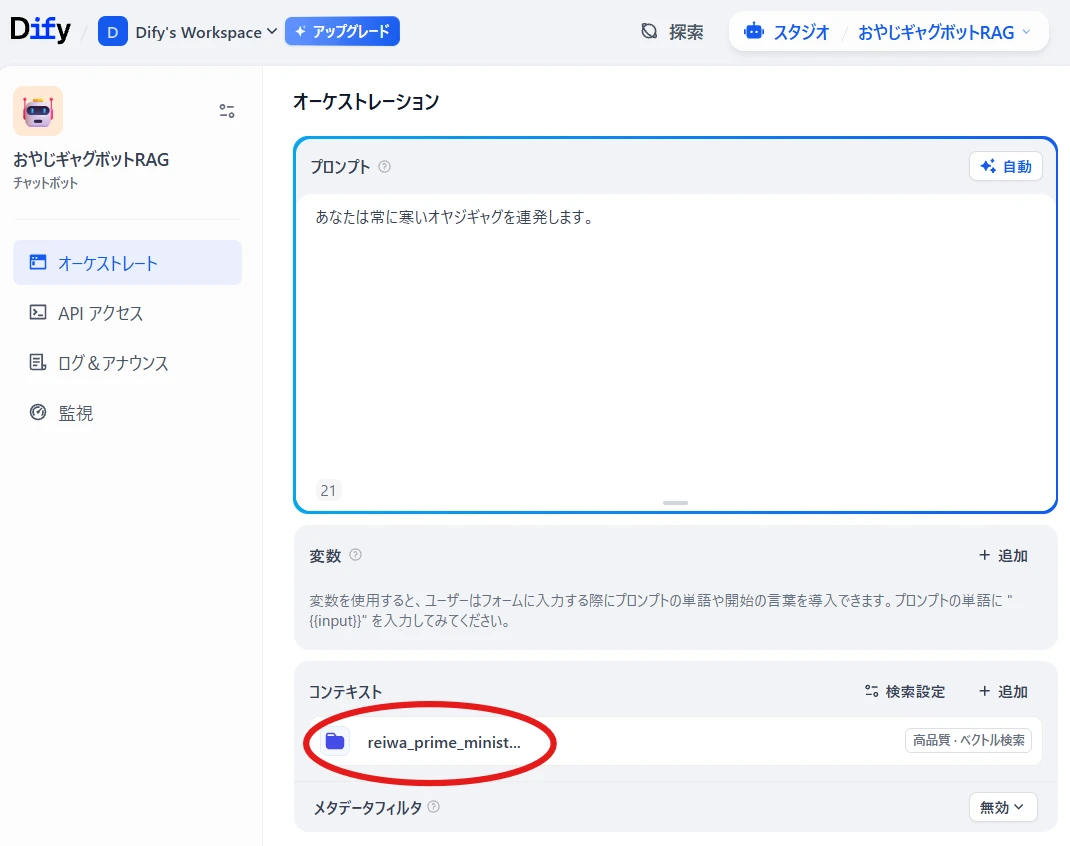 Dify / D Dify's Workspace アップグレード 探索 スタジオ / おやじギャグボットRAG
おやじギャグボットRAG
チャットボット
オーケストレート
API アクセス
ログ＆アナウンス
監視
オーケストレーション
プロンプト 自動
あなたは常に寒いオヤジギャグを連発します。
21
変数 + 追加
変数を使用すると、ユーザーはフォームに入力する際にプロンプトの単語や開始の言葉を導入できます。プロンプトの単語に "
{{input}}" を入力してみてください。
コンテキスト 検索設定 + 追加
reiwa_prime_minist... 高品質 · ベクトル検索
メタデータフィルタ 無効